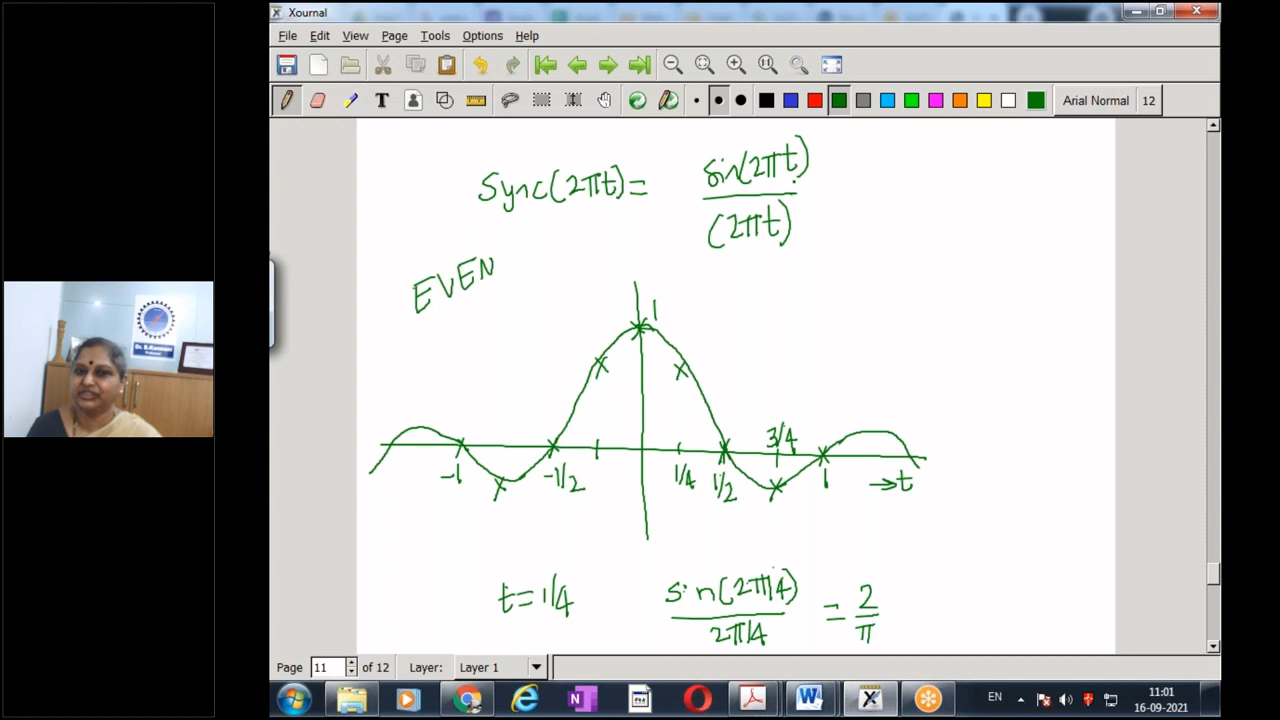 Xournal
File Edit View Page Tools Options Help
T
Arial Normal 12
Sync(2πt) = sin(2πt)
(2πt)
EVEN
1
3/4
-1 -1/2 1/4 1/2 1 → t
t = 1/4 sin(2π/4) = 2
2π/4 π
Page 11 of 12 Layer: Layer 1
EN 11:01
16-09-2021